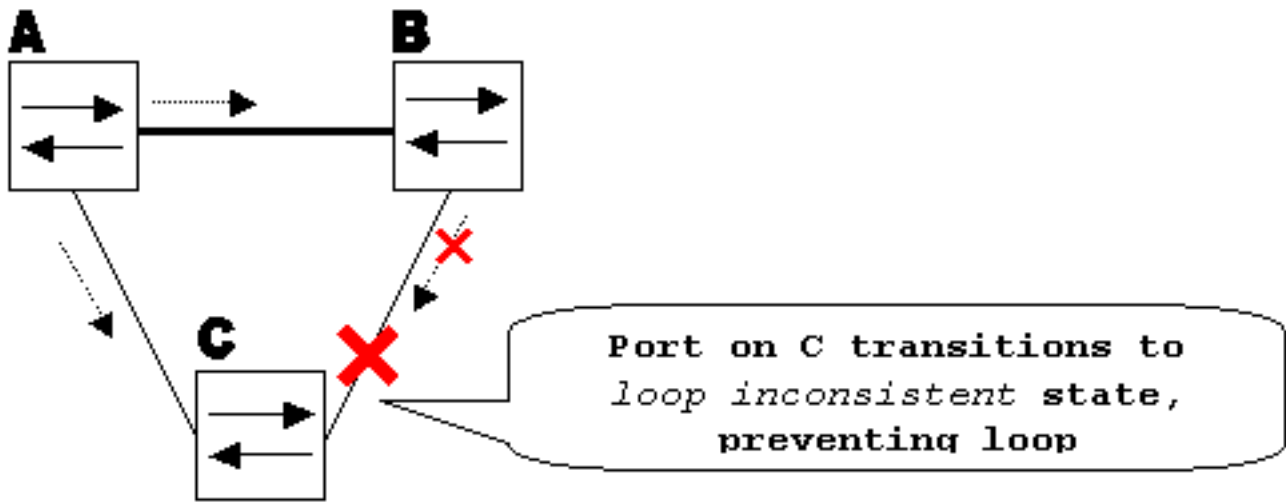 A
B
C
Port on C transitions to
loop inconsistent state,
preventing loop